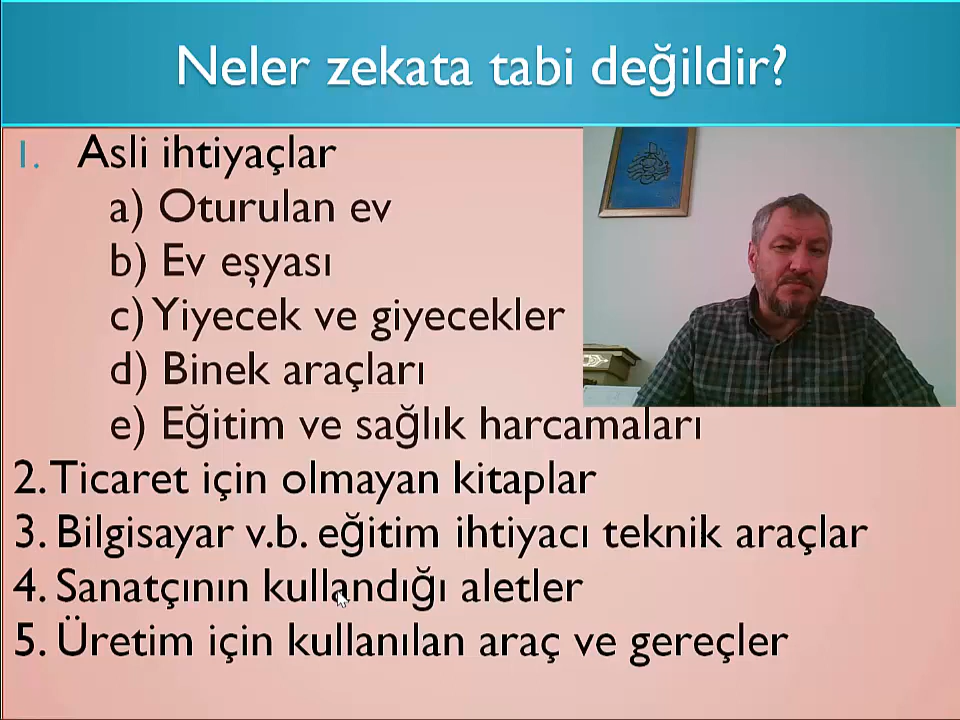 Neler zekata tabi değildir?
1. Asli ihtiyaçlar
a) Oturulan ev
b) Ev eşyası
c) Yiyecek ve giyecekler
d) Binek araçları
e) Eğitim ve sağlık harcamaları
2. Ticaret için olmayan kitaplar
3. Bilgisayar v.b. eğitim ihtiyacı teknik araçlar
4. Sanatçının kullandığı aletler
5. Üretim için kullanılan araç ve gereçler